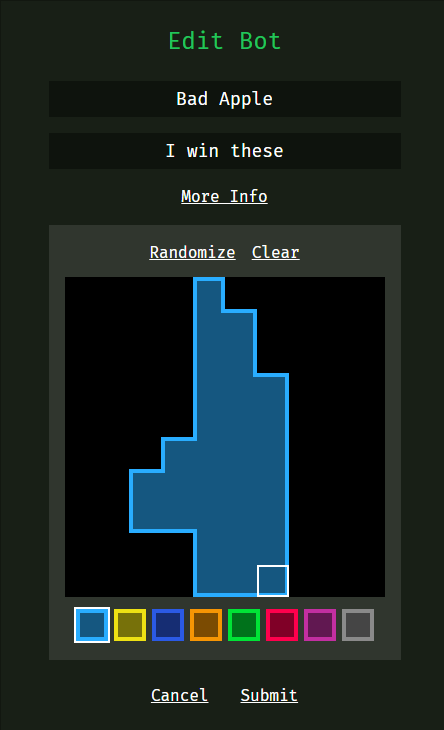 Edit Bot
Bad Apple
I win these
More Info
Randomize Clear
Cancel Submit